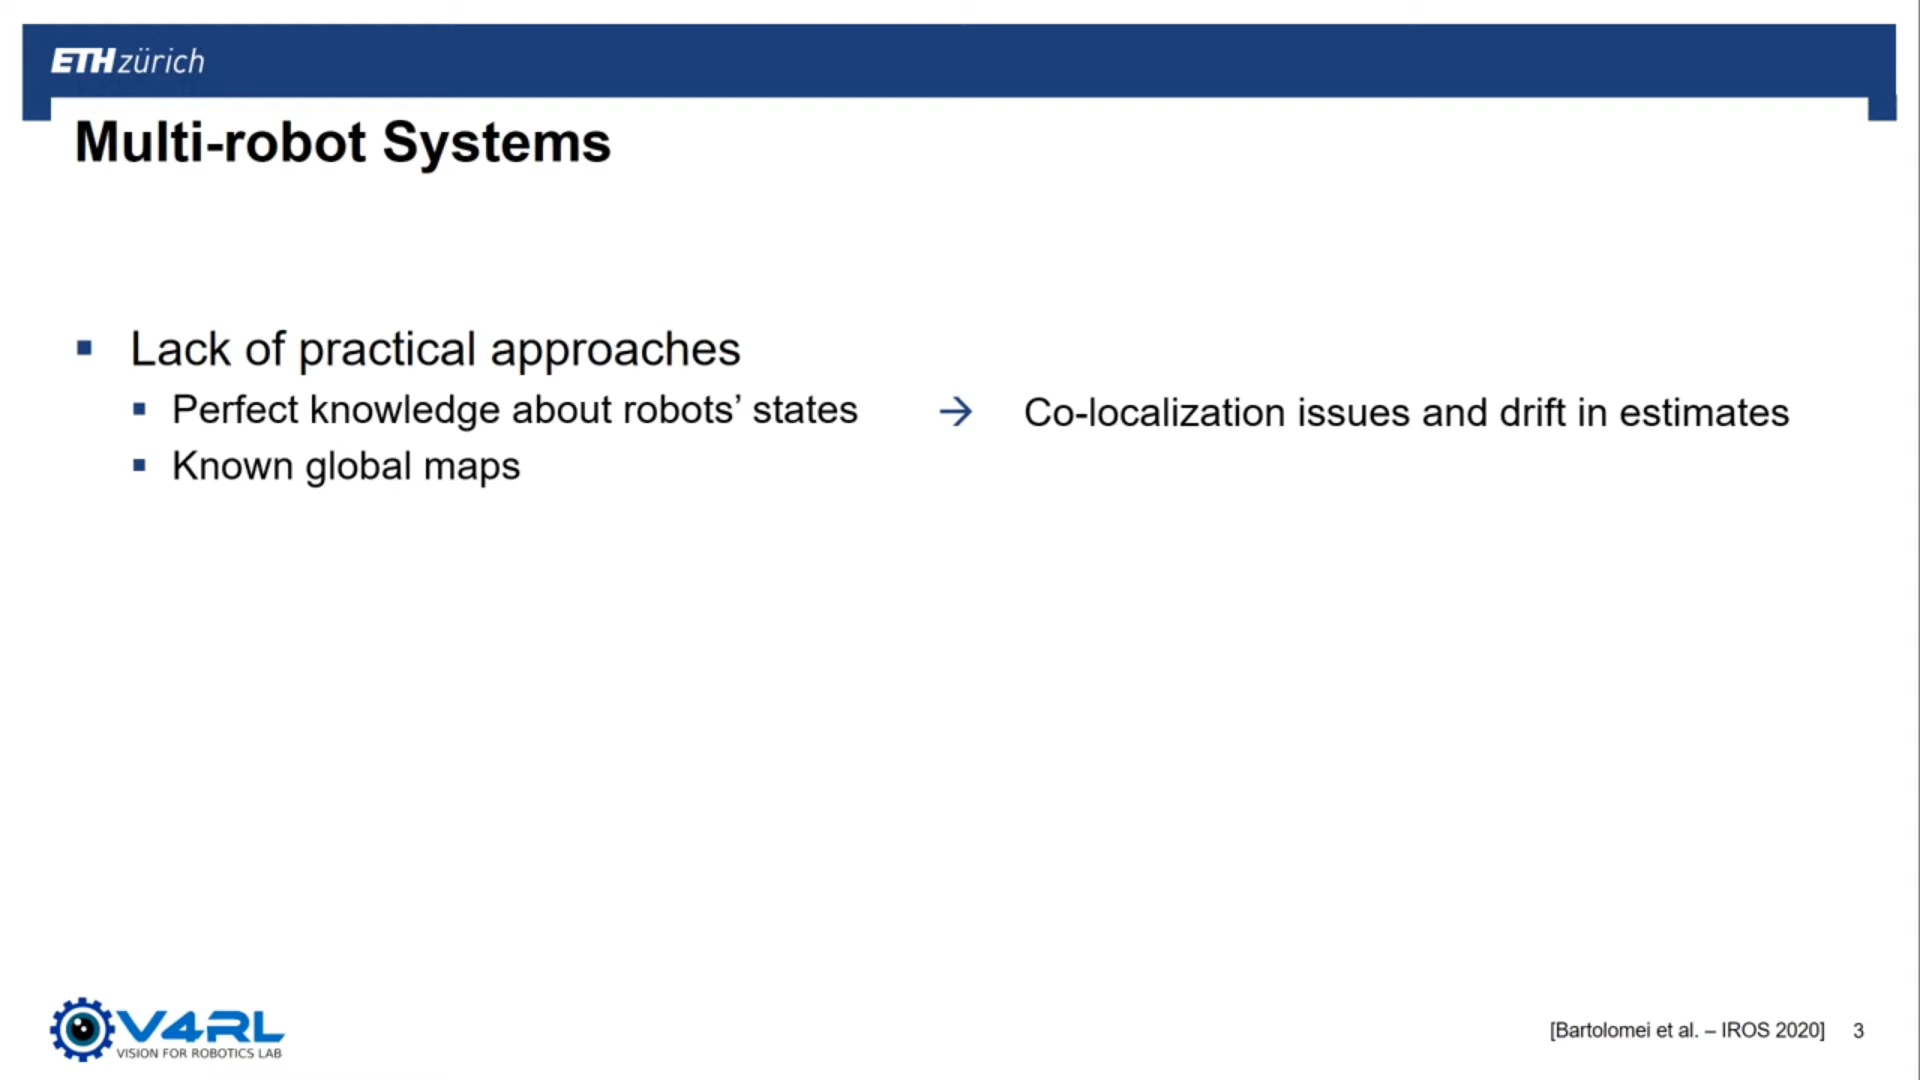 ETH zürich
Multi-robot Systems
▪ Lack of practical approaches
▪ Perfect knowledge about robots’ states → Co-localization issues and drift in estimates
▪ Known global maps
V4RL
VISION FOR ROBOTICS LAB
[Bartolomei et al. – IROS 2020] 3